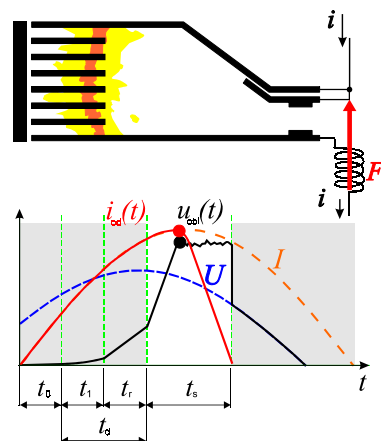 i
F
i
i_od(t) u_obl(t)
U I
t
t_0 t_1 t_r t_s
t_d